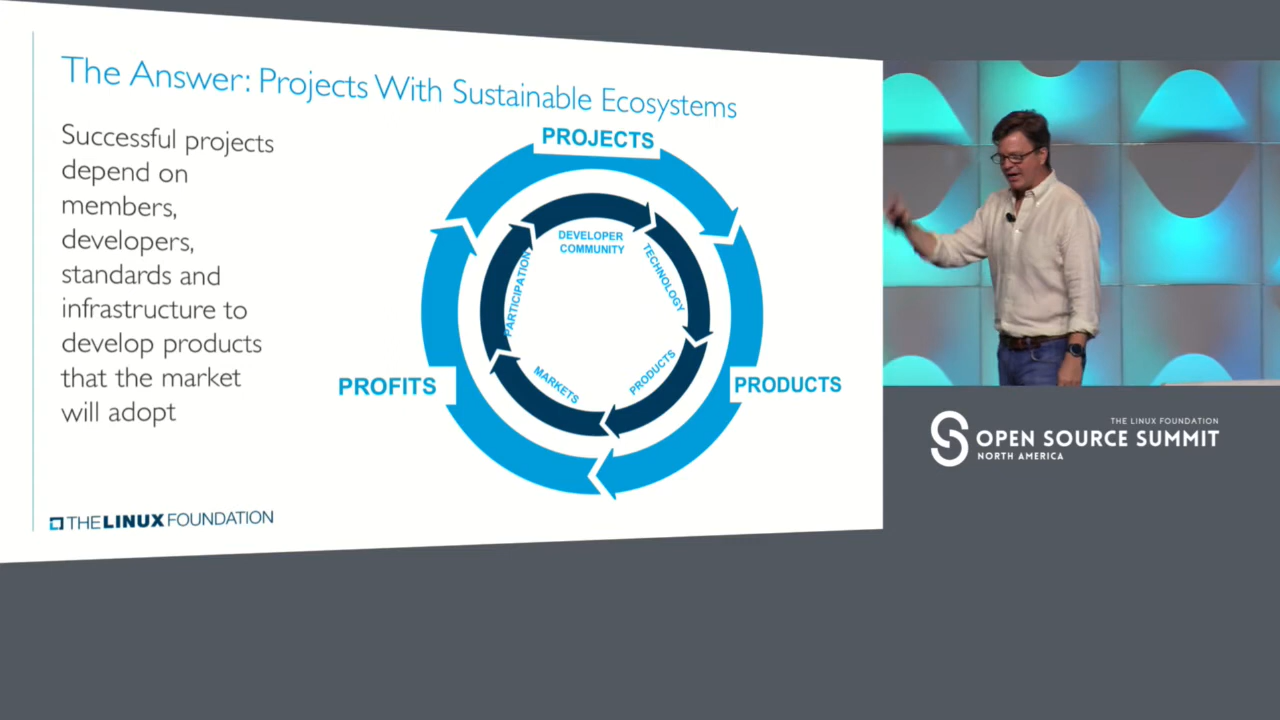 The Answer: Projects With Sustainable Ecosystems
Successful projects
depend on
members,
developers,
standards and
infrastructure to
develop products
that the market
will adopt
PROJECTS
DEVELOPER
COMMUNITY
TECHNOLOGY
PARTICIPATION
PRODUCTS
MARKETS
PROFITS
PRODUCTS
THE LINUX FOUNDATION
THE LINUX FOUNDATION
OPEN SOURCE SUMMIT
NORTH AMERICA